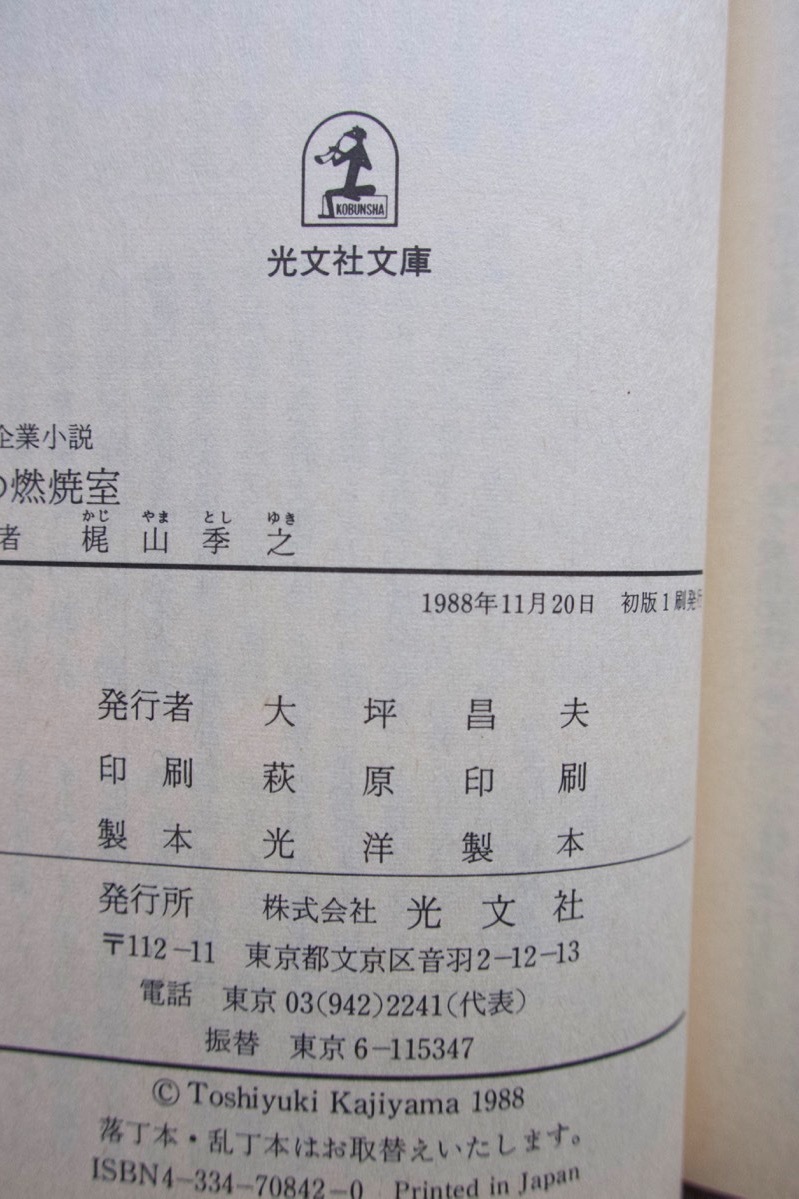 KOBUNSHA
光文社文庫
企業小説
の燃焼室
者 梶山季之
かじ やま とし ゆき
1988年11月20日 初版1刷発行
発行者 大坪昌夫
印刷 萩原印刷
製本 光洋製本
発行所 株式会社 光文社
〒112-11 東京都文京区音羽2-12-13
電話 東京 03(942)2241(代表)
振替 東京 6-115347
© Toshiyuki Kajiyama 1988
落丁本・乱丁本はお取替えいたします。
ISBN4-334-70842-0 Printed in Japan